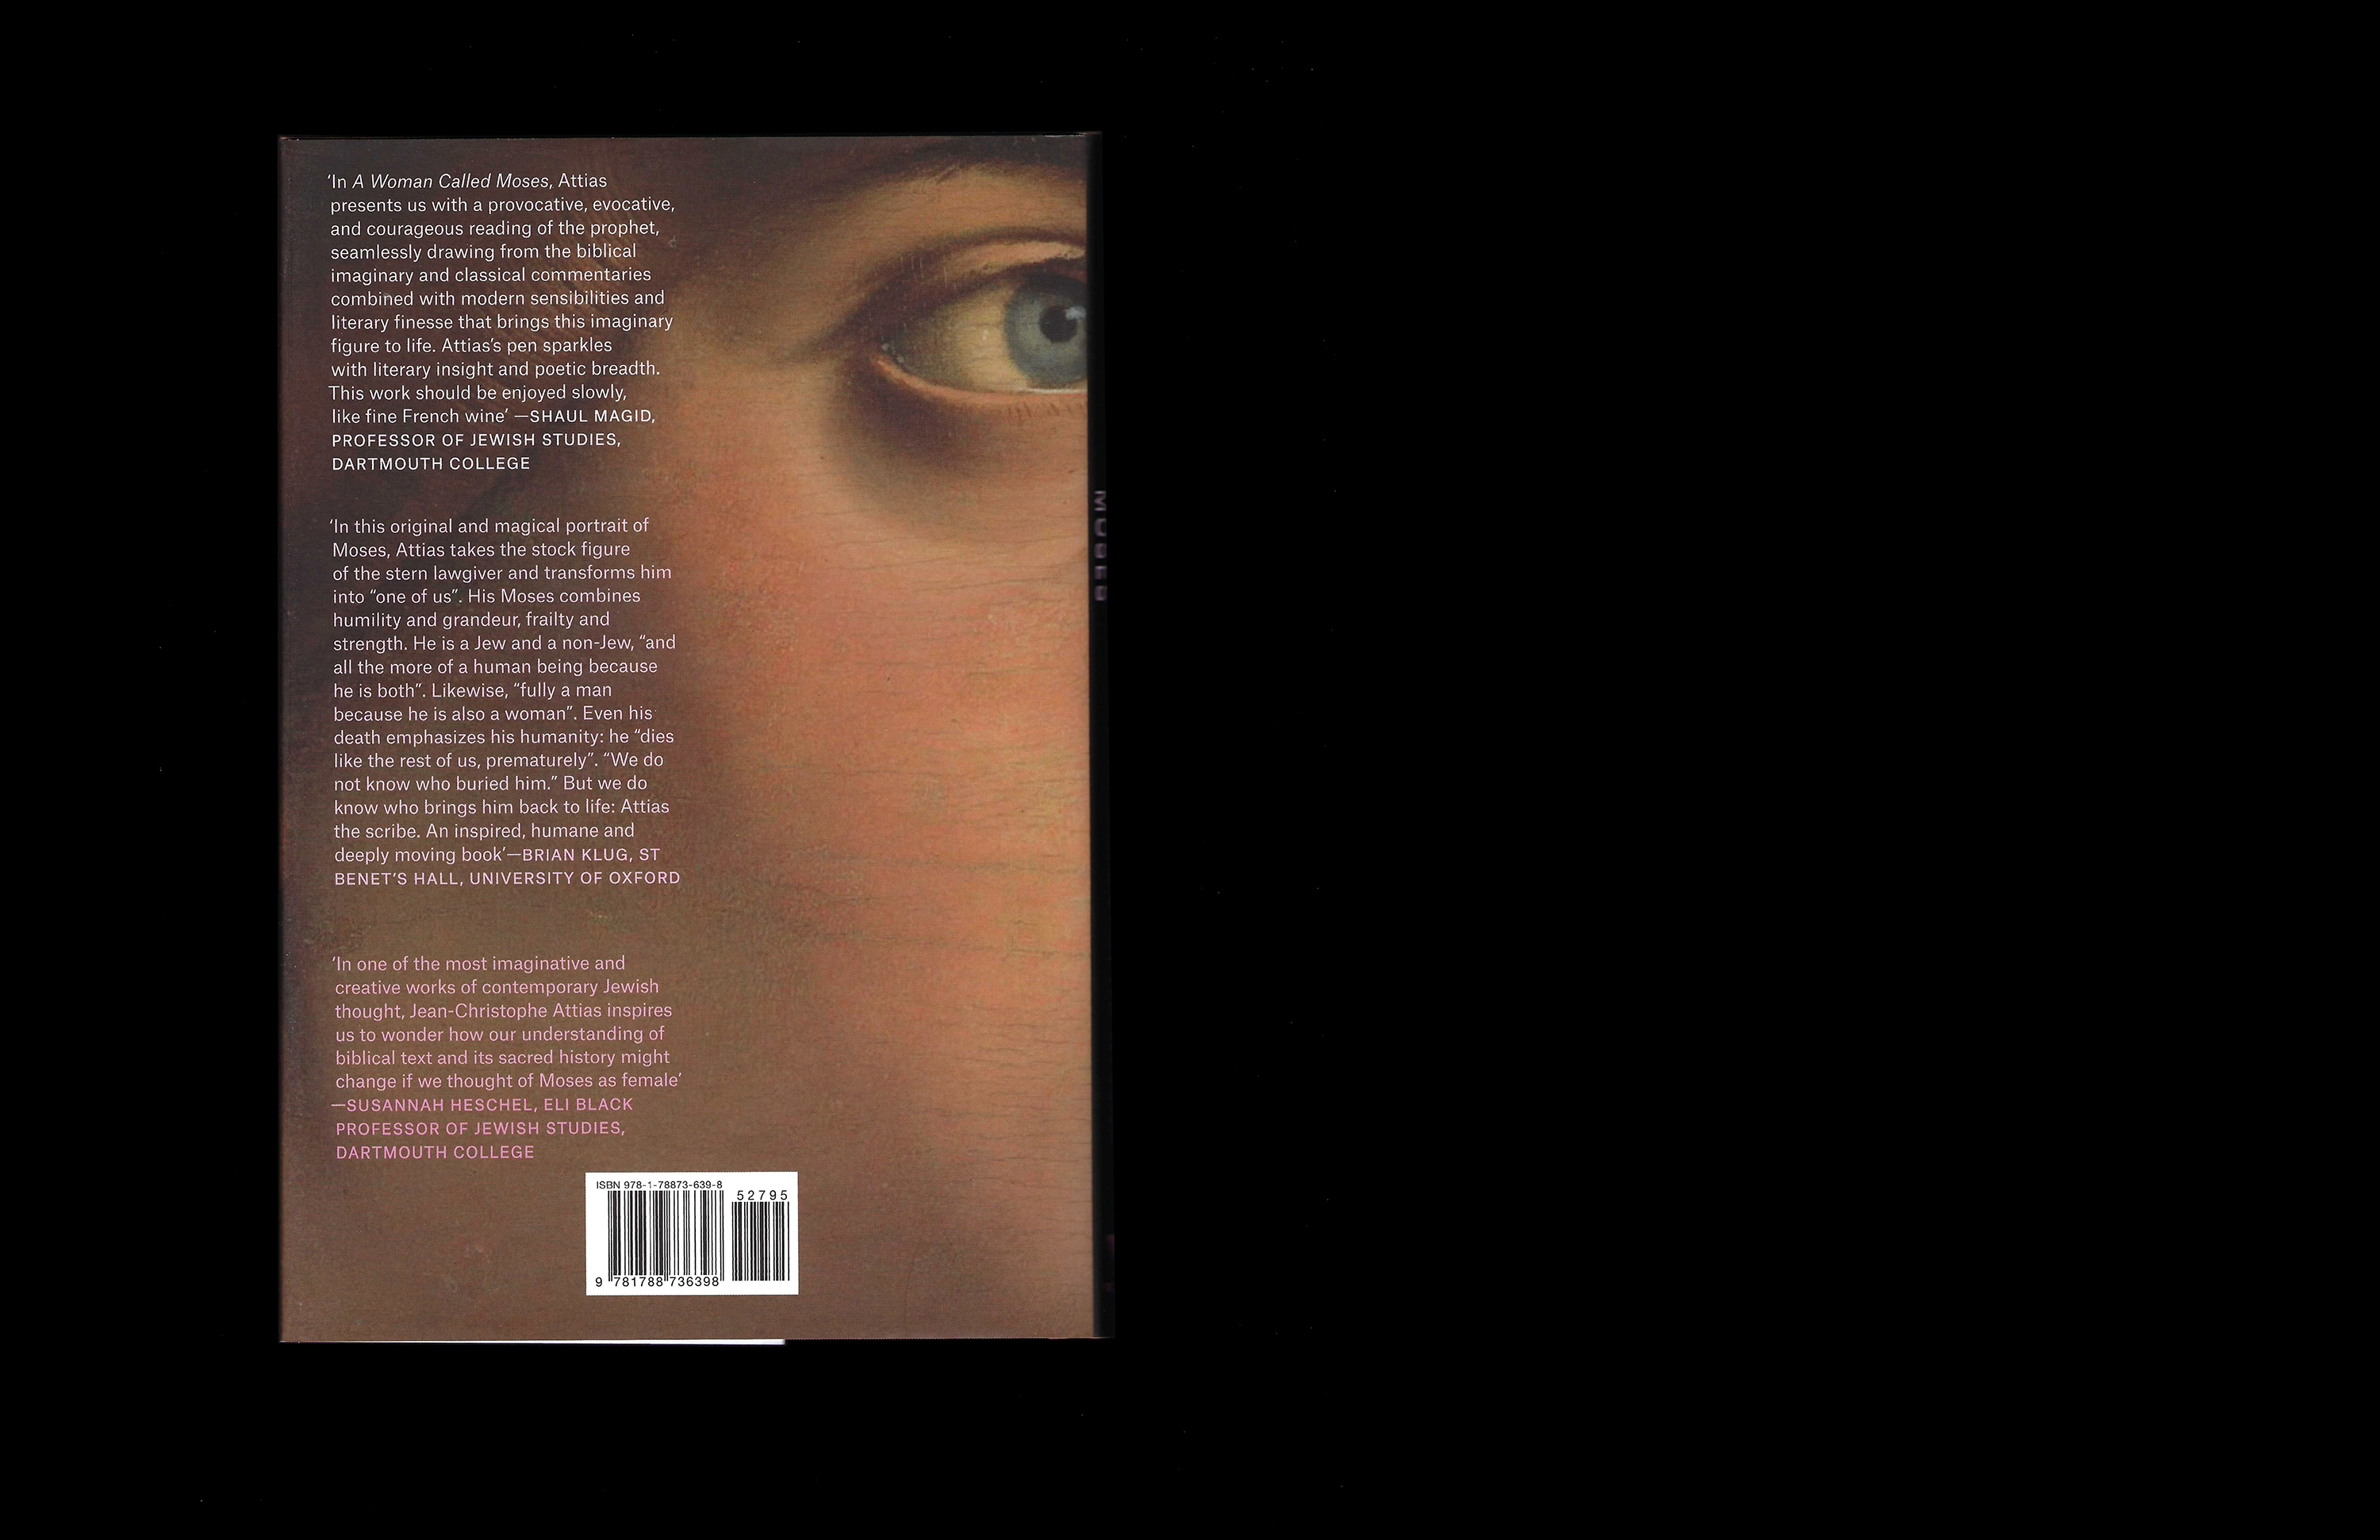 ‘In A Woman Called Moses, Attias
presents us with a provocative, evocative,
and courageous reading of the prophet,
seamlessly drawing from the biblical
imaginary and classical commentaries
combined with modern sensibilities and
literary finesse that brings this imaginary
figure to life. Attias’s pen sparkles
with literary insight and poetic breadth.
This work should be enjoyed slowly,
like fine French wine’ —SHAUL MAGID,
PROFESSOR OF JEWISH STUDIES,
DARTMOUTH COLLEGE
‘In this original and magical portrait of
Moses, Attias takes the stock figure
of the stern lawgiver and transforms him
into “one of us”. His Moses combines
humility and grandeur, frailty and
strength. He is a Jew and a non-Jew, “and
all the more of a human being because
he is both”. Likewise, “fully a man
because he is also a woman”. Even his
death emphasizes his humanity: he “dies
like the rest of us, prematurely”. “We do
not know who buried him.” But we do
know who brings him back to life: Attias
the scribe. An inspired, humane and
deeply moving book’—BRIAN KLUG, ST
BENET’S HALL, UNIVERSITY OF OXFORD
‘In one of the most imaginative and
creative works of contemporary Jewish
thought, Jean-Christophe Attias inspires
us to wonder how our understanding of
biblical text and its sacred history might
change if we thought of Moses as female’
—SUSANNAH HESCHEL, ELI BLACK
PROFESSOR OF JEWISH STUDIES,
DARTMOUTH COLLEGE
ISBN 978-1-78873-639-8
52795
9 781788 736398
MOSES